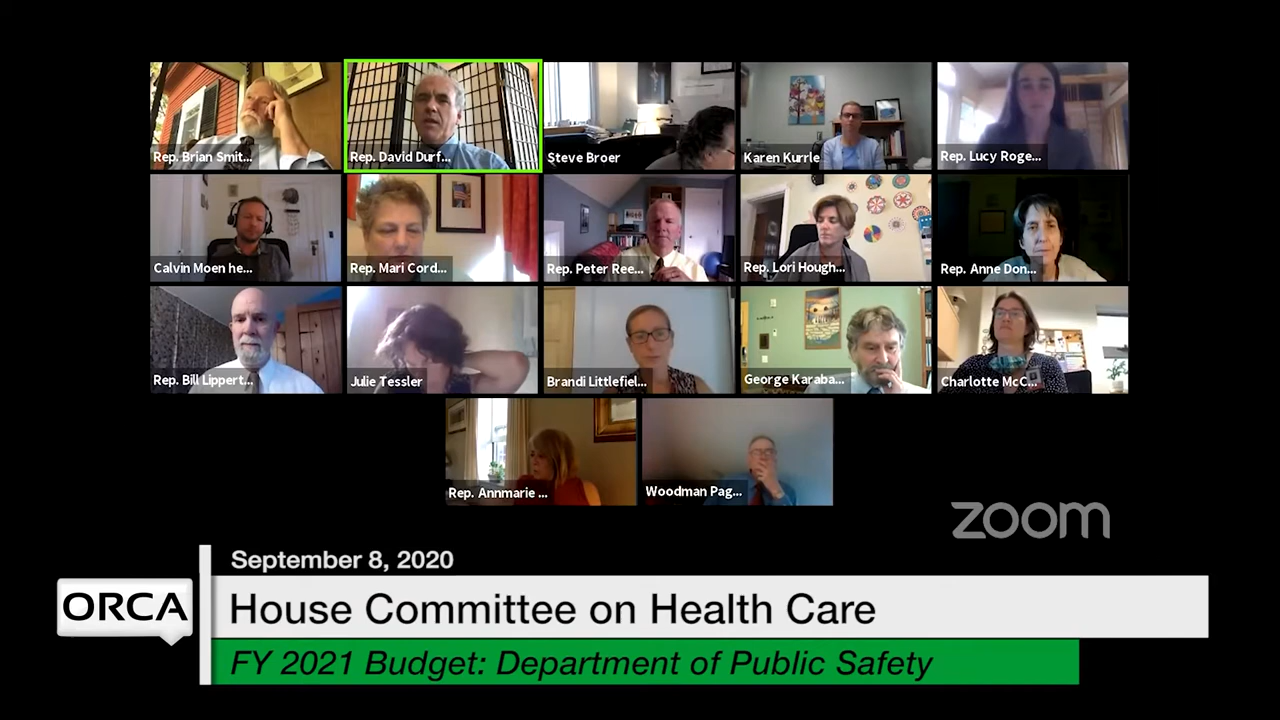 Rep. Brian Smit...
Rep. David Durf...
Steve Broer
Karen Kurrle
Rep. Lucy Roge...
Calvin Moen he...
Rep. Mari Cord...
Rep. Peter Ree...
Rep. Lori Hough...
Rep. Anne Don...
Rep. Bill Lippert...
Julie Tessler
Brandi Littlefiel...
George Karaba...
Charlotte McC...
Rep. Annmarie ...
Woodman Pag...
zoom
September 8, 2020
ORCA
House Committee on Health Care
FY 2021 Budget: Department of Public Safety